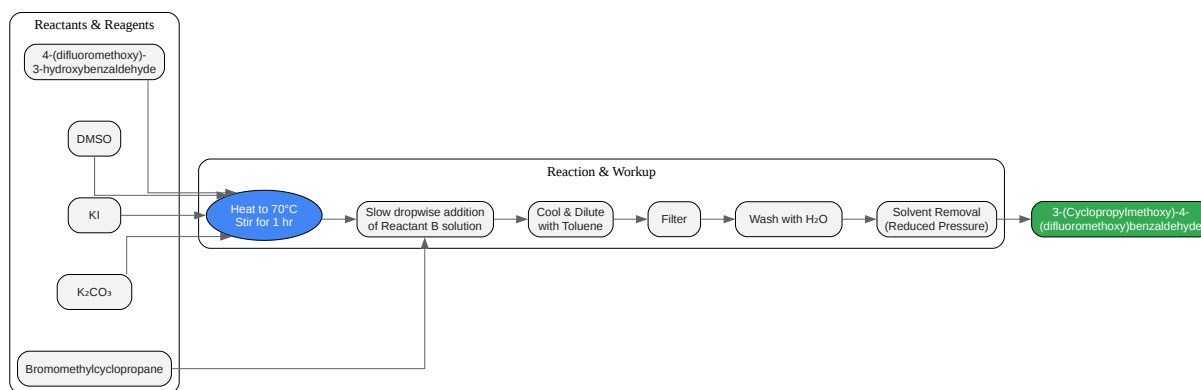 Reactants & Reagents
4-(difluoromethoxy)-
3-hydroxybenzaldehyde
DMSO
KI
K₂CO₃
Bromomethylcyclopropane
Reaction & Workup
Heat to 70°C
Stir for 1 hr
Slow dropwise addition
of Reactant B solution
Cool & Dilute
with Toluene
Filter
Wash with H₂O
Solvent Removal
(Reduced Pressure)
3-(Cyclopropylmethoxy)-4-
(difluoromethoxy)benzaldehyde